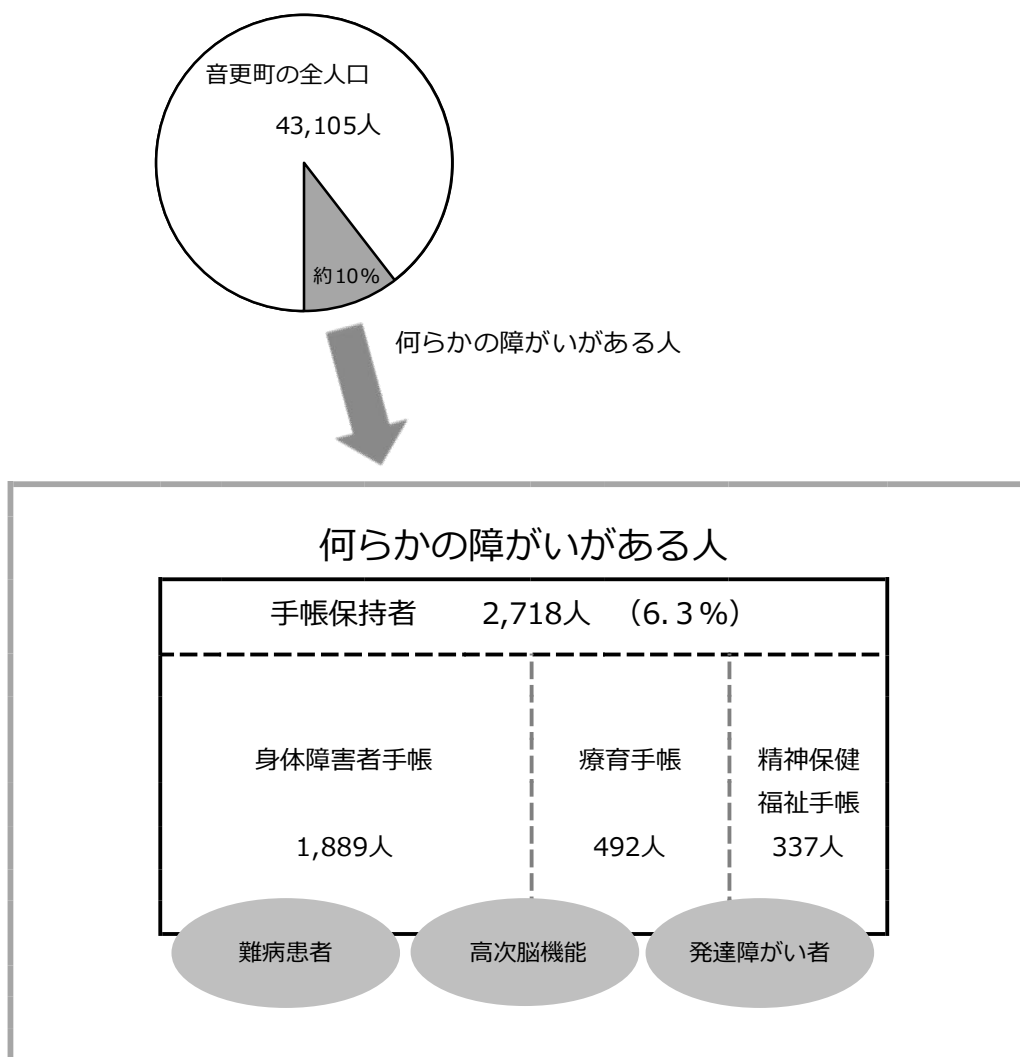 音更町の全人口
43,105人
約10%
何らかの障がいがある人
何らかの障がいがある人
手帳保持者 2,718人 （6.3％）
身体障害者手帳
1,889人
療育手帳
492人
精神保健
福祉手帳
337人
難病患者
高次脳機能
発達障がい者